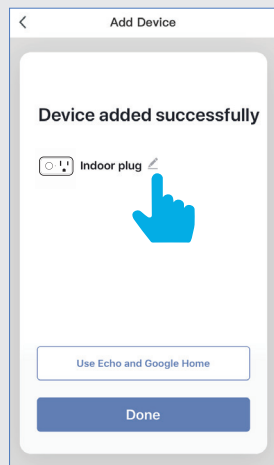 Add Device
Device added successfully
Indoor plug
Use Echo and Google Home
Done